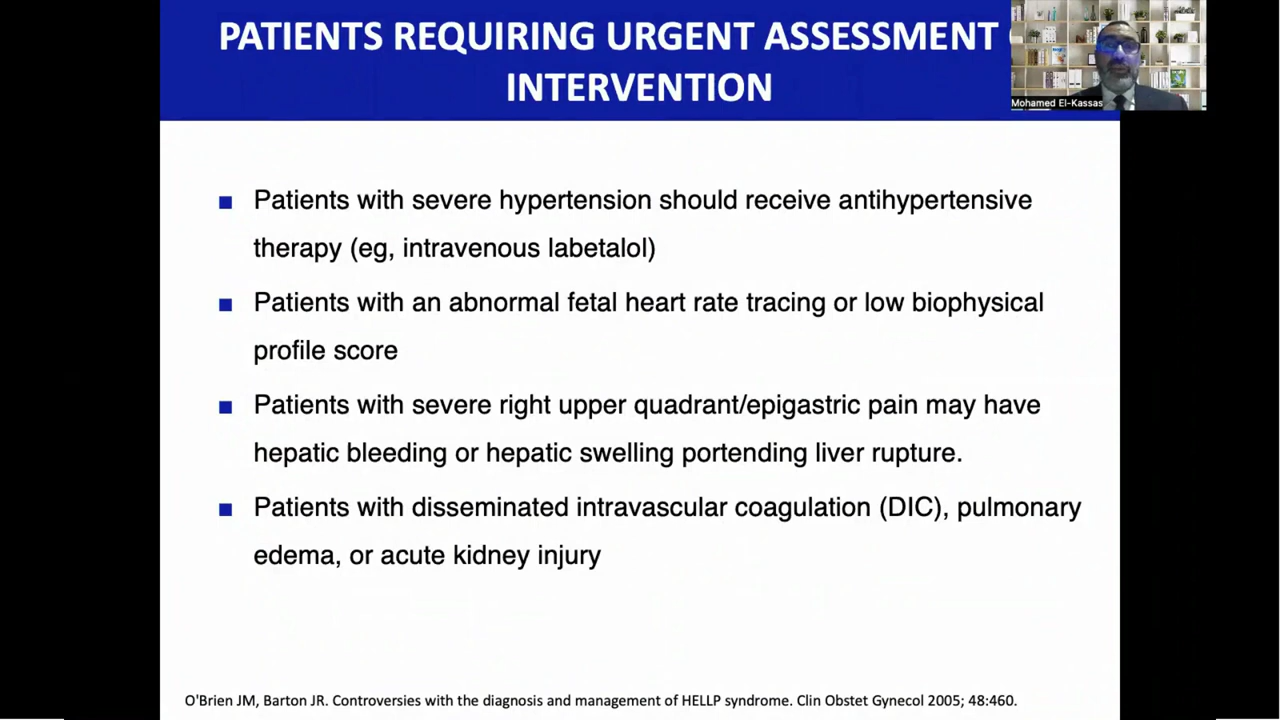 PATIENTS REQUIRING URGENT ASSESSMENT
INTERVENTION
Mohamed El-Kassas
■ Patients with severe hypertension should receive antihypertensive
therapy (eg, intravenous labetalol)
■ Patients with an abnormal fetal heart rate tracing or low biophysical
profile score
■ Patients with severe right upper quadrant/epigastric pain may have
hepatic bleeding or hepatic swelling portending liver rupture.
■ Patients with disseminated intravascular coagulation (DIC), pulmonary
edema, or acute kidney injury
O'Brien JM, Barton JR. Controversies with the diagnosis and management of HELLP syndrome. Clin Obstet Gynecol 2005; 48:460.